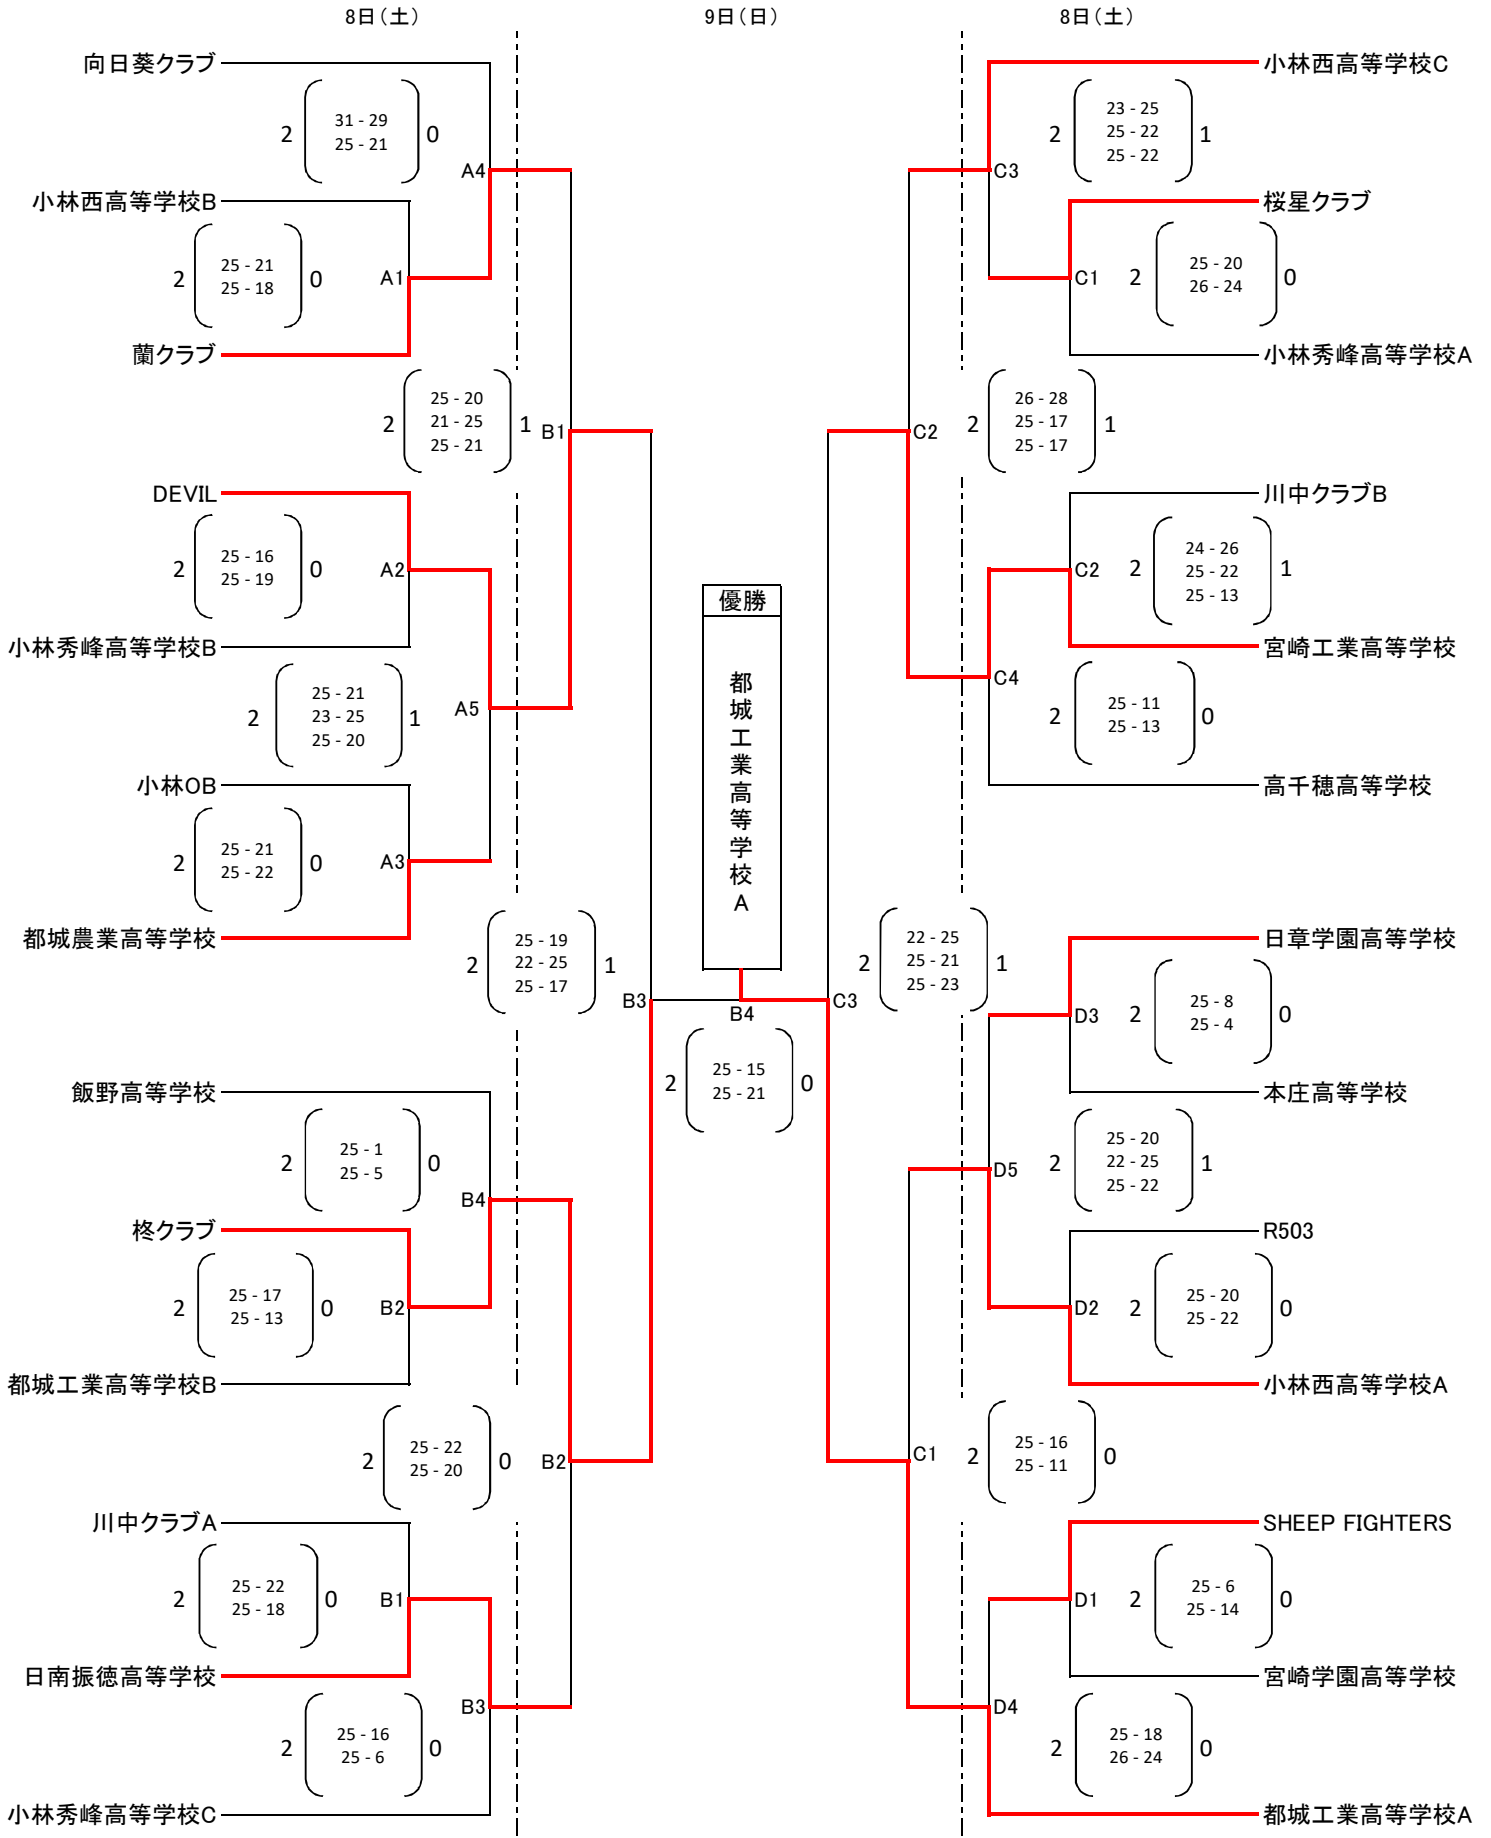 8日（土）
9日（日）
8日（土）
向日葵クラブ
小林西高等学校C
2
31 - 29
25 - 21
0
2
23 - 25
25 - 22
25 - 22
1
A4
C3
小林西高等学校B
桜星クラブ
2
25 - 21
25 - 18
0
A1
C1
2
25 - 20
26 - 24
0
蘭クラブ
小林秀峰高等学校A
2
25 - 20
21 - 25
25 - 21
1
B1
C2
2
26 - 28
25 - 17
25 - 17
1
DEVIL
川中クラブB
2
25 - 16
25 - 19
0
A2
C2
2
24 - 26
25 - 22
25 - 13
1
優勝
都城工業高等学校A
小林秀峰高等学校B
宮崎工業高等学校
2
25 - 21
23 - 25
25 - 20
1
A5
C4
2
25 - 11
25 - 13
0
小林OB
高千穂高等学校
2
25 - 21
25 - 22
0
A3
都城農業高等学校
日章学園高等学校
2
25 - 19
22 - 25
25 - 17
1
2
22 - 25
25 - 21
25 - 23
1
B3
B4
C3
D3
2
25 - 8
25 - 4
0
2
25 - 15
25 - 21
0
飯野高等学校
本庄高等学校
2
25 - 1
25 - 5
0
B4
D5
2
25 - 20
22 - 25
25 - 22
1
柊クラブ
R503
2
25 - 17
25 - 13
0
B2
D2
2
25 - 20
25 - 22
0
都城工業高等学校B
小林西高等学校A
2
25 - 22
25 - 20
0
B2
C1
2
25 - 16
25 - 11
0
川中クラブA
SHEEP FIGHTERS
2
25 - 22
25 - 18
0
B1
D1
2
25 - 6
25 - 14
0
日南振徳高等学校
宮崎学園高等学校
2
25 - 16
25 - 6
0
B3
D4
2
25 - 18
26 - 24
0
小林秀峰高等学校C
都城工業高等学校A